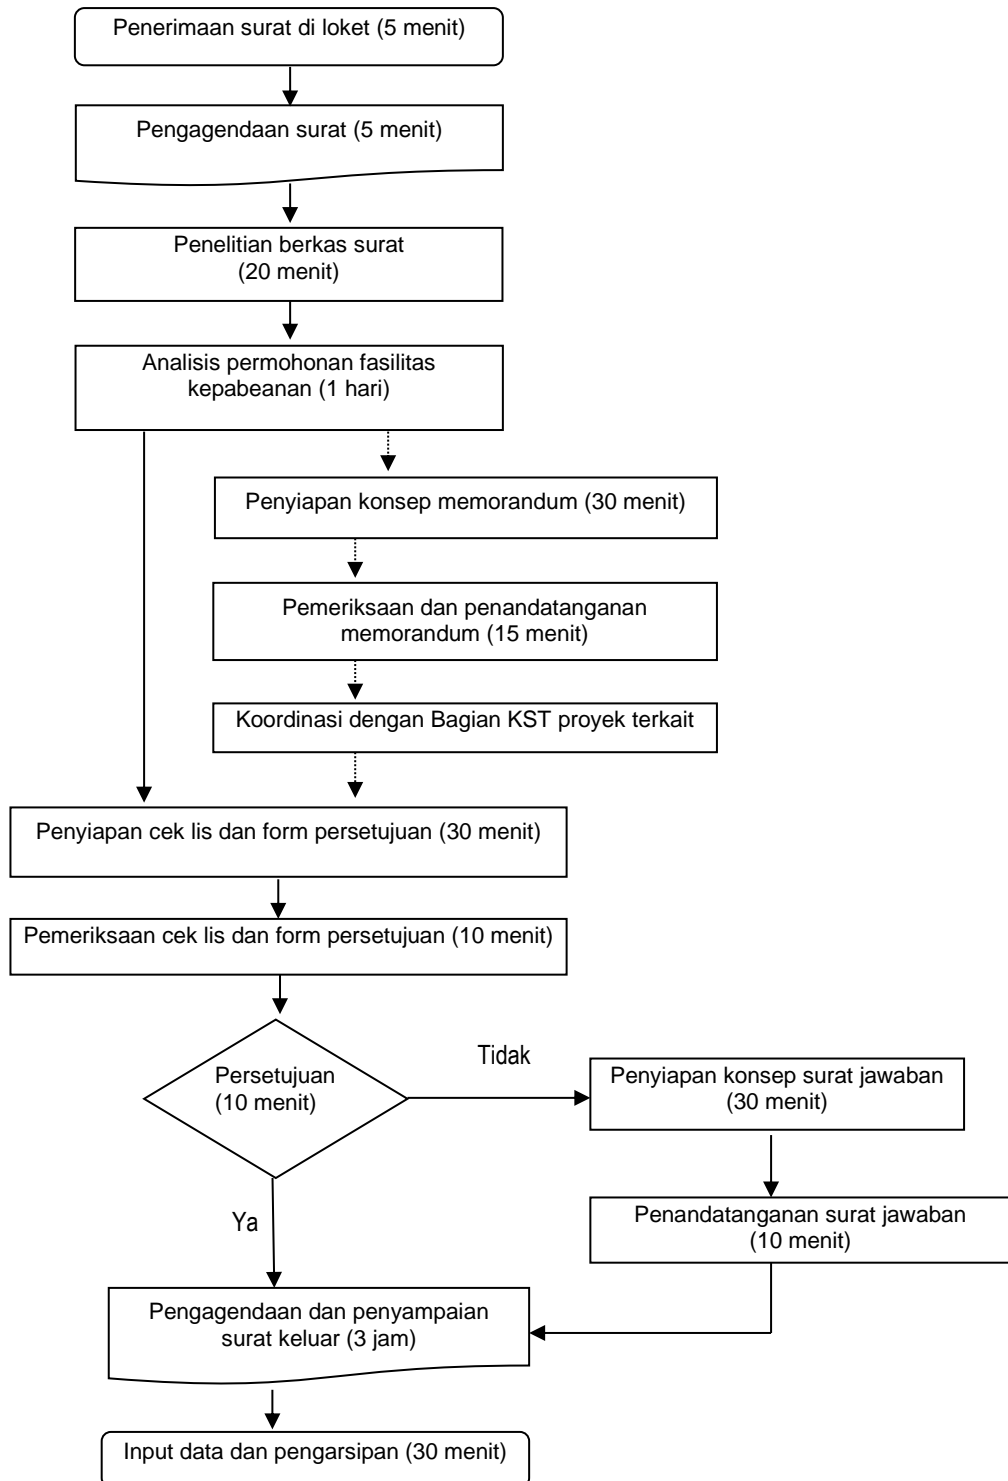 Penerimaan surat di loket (5 menit)
Pengagendaan surat (5 menit)
Penelitian berkas surat
(20 menit)
Analisis permohonan fasilitas
kepabeanan (1 hari)
Penyiapan konsep memorandum (30 menit)
Pemeriksaan dan penandatanganan
memorandum (15 menit)
Koordinasi dengan Bagian KST proyek terkait
Penyiapan cek lis dan form persetujuan (30 menit)
Pemeriksaan cek lis dan form persetujuan (10 menit)
Persetujuan
(10 menit)
Tidak
Penyiapan konsep surat jawaban
(30 menit)
Ya
Penandatanganan surat jawaban
(10 menit)
Pengagendaan dan penyampaian
surat keluar (3 jam)
Input data dan pengarsipan (30 menit)